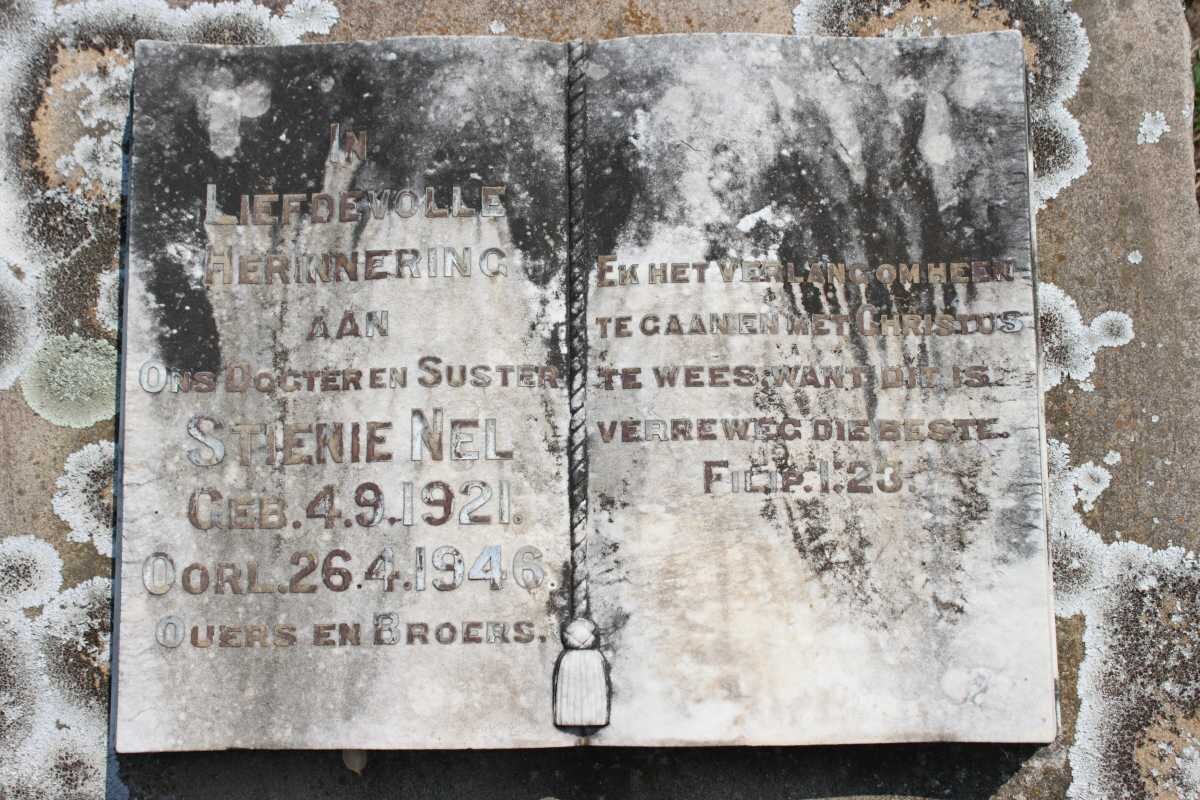 IN
LIEFDEVOLLE
HERINNERING
AAN
ONS DOGTER EN SUSTER
STIENIE NEL
GEB. 4.9.1921.
OORL. 26.4.1946
OUERS EN BROERS.
EK HET VERLANG OM HEEN
TE GAAN EN MET CHRISTUS
TE WEES, WANT DIT IS
VERREWEG DIE BESTE.
FILIP. 1:23.